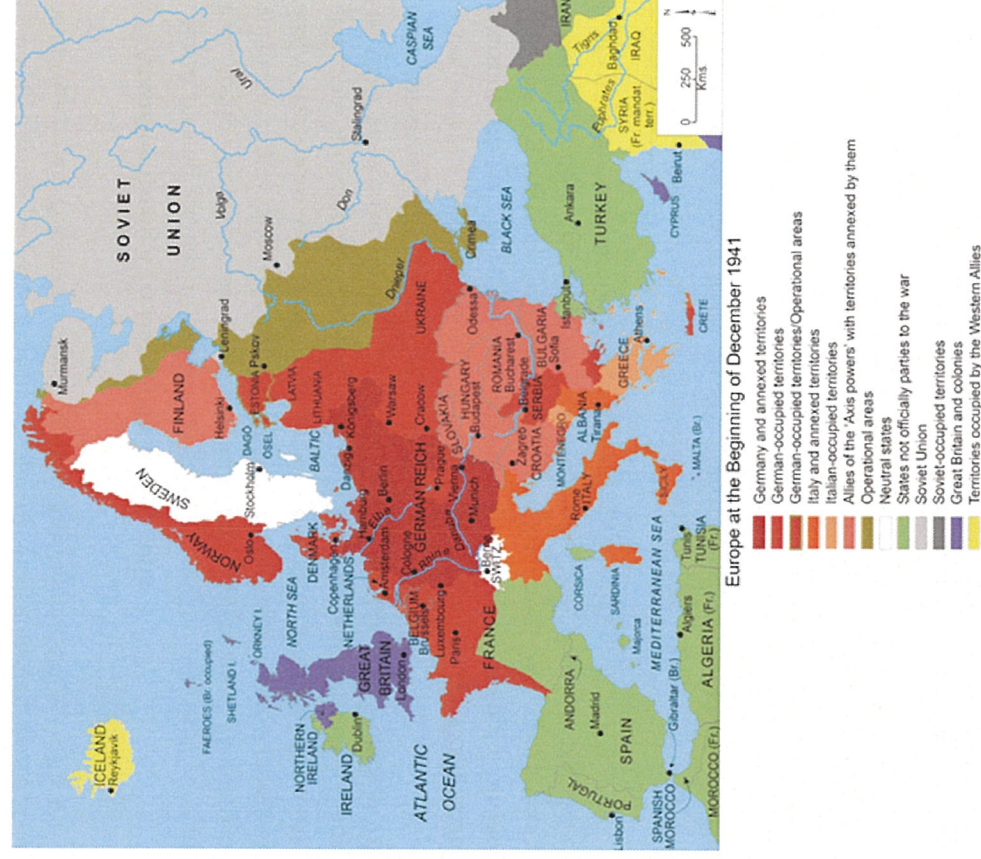 ICELAND
Reykjavik
FAEROES (Br. occupied)
SHETLAND I.
ORKNEY I.
NORTH SEA
NORTHERN
IRELAND
IRELAND
Dublin
GREAT
BRITAIN
London
ATLANTIC
OCEAN
NORWAY
Oslo
SWEDEN
Stockholm
FINLAND
Helsinki
Murmansk
Leningrad
DAGÖ
OSEL
ESTONIA
Pskov
LATVIA
LITHUANIA
BALTIC
DENMARK
Copenhagen
NETHERLANDS
Amsterdam
BELGIUM
Brussels
Luxembourg
Paris
FRANCE
Hamburg
Elbe
Berlin
Danzig
Königsberg
Warsaw
Cracow
GERMAN REICH
Cologne
Rhine
Prague
SLOVAKIA
Danube
Vienna
Munich
Bern
SWITZ.
HUNGARY
Budapest
UKRAINE
Odessa
Dnieper
Crimea
SOVIET
UNION
Moscow
Volga
Don
Ural
Stalingrad
CASPIAN
SEA
BLACK SEA
ROMANIA
Bucharest
Belgrade
SERBIA
BULGARIA
Sofia
Zagreb
CROATIA
MONTENEGRO
ALBANIA
Tirana
GREECE
Athens
CRETE
Istanbul
Ankara
TURKEY
CYPRUS
Beirut
SYRIA
(Fr. mandat.
terr.)
Euphrates
Tigris
Baghdad
IRAQ
IRAN
Rome
ITALY
SICILY
MALTA (Br.)
CORSICA
SARDINIA
MEDITERRANEAN SEA
Majorca
ANDORRA
Madrid
SPAIN
PORTUGAL
Lisbon
Gibraltar (Br.)
SPANISH
MOROCCO
MOROCCO (Fr.)
Algiers
ALGERIA (Fr.)
Tunis
TUNISIA
(Fr.)
N
0 250 500
Kms.
Europe at the Beginning of December 1941
Germany and annexed territories
German-occupied territories
German-occupied territories/Operational areas
Italy and annexed territories
Italian-occupied territories
Allies of the 'Axis powers' with territories annexed by them
Operational areas
Neutral states
States not officially parties to the war
Soviet Union
Soviet-occupied territories
Great Britain and colonies
Territories occupied by the Western Allies